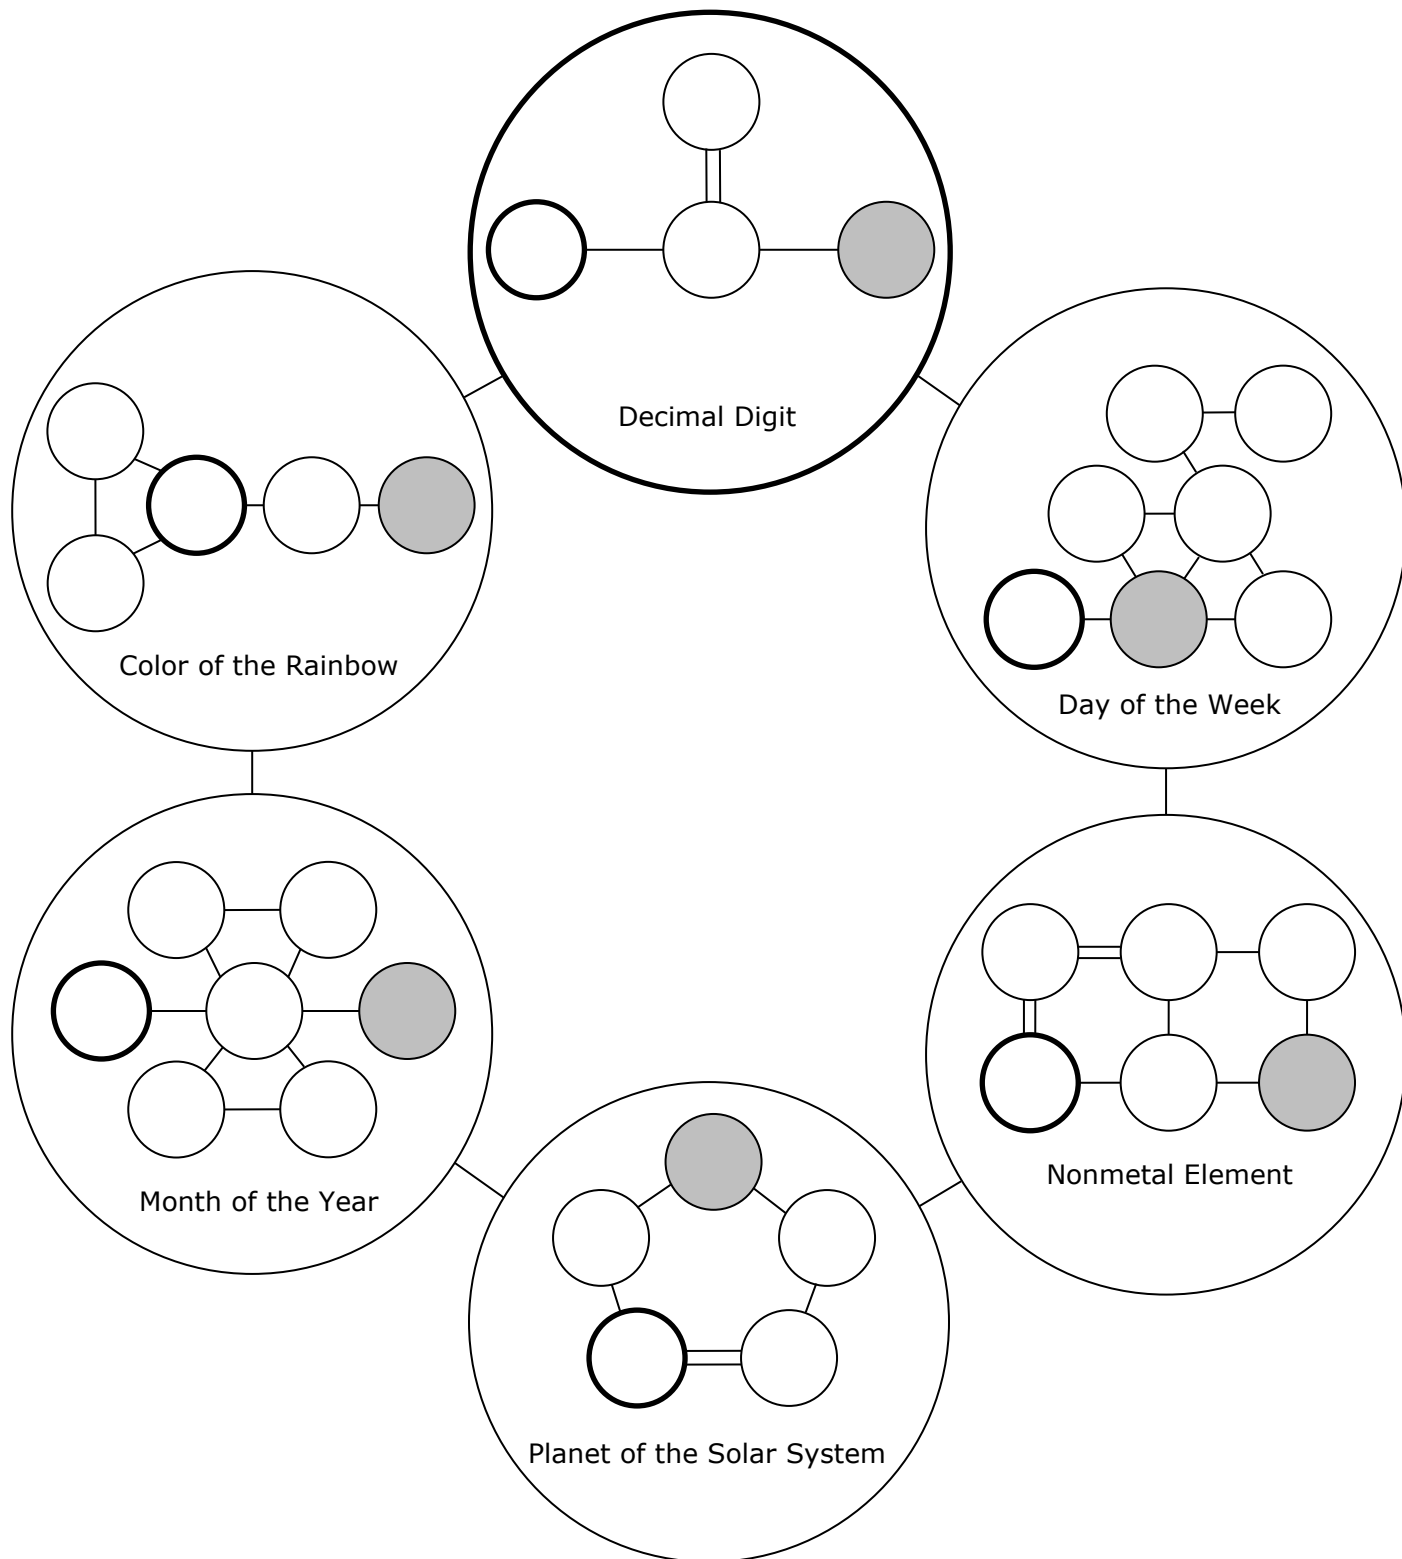 Decimal Digit
Color of the Rainbow
Day of the Week
Month of the Year
Nonmetal Element
Planet of the Solar System